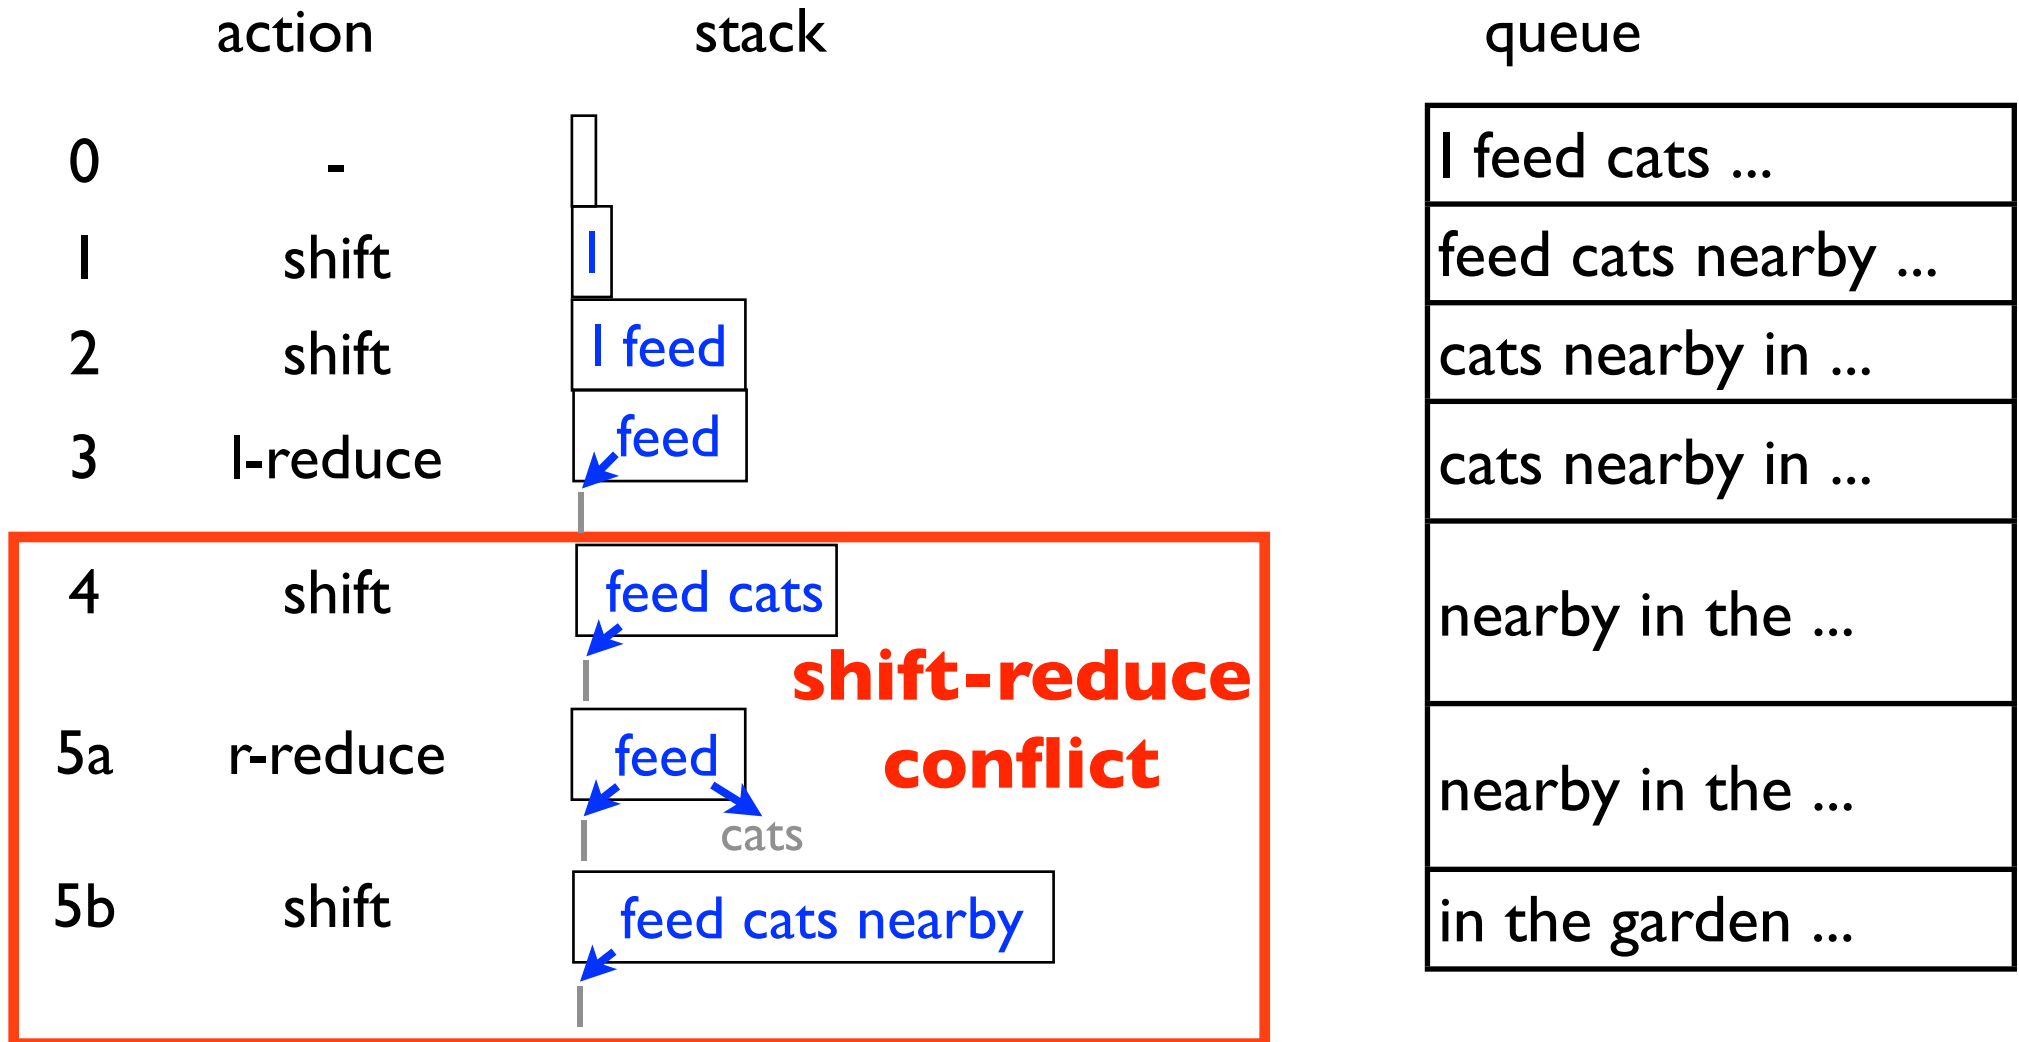 action stack queue
0 - I feed cats ...
1 shift I feed cats nearby ...
2 shift I feed cats nearby in ...
3 l-reduce feed cats nearby in ...
I
4 shift feed cats nearby in the ...
I
shift-reduce
conflict
5a r-reduce feed nearby in the ...
I cats
5b shift feed cats nearby in the garden ...
I